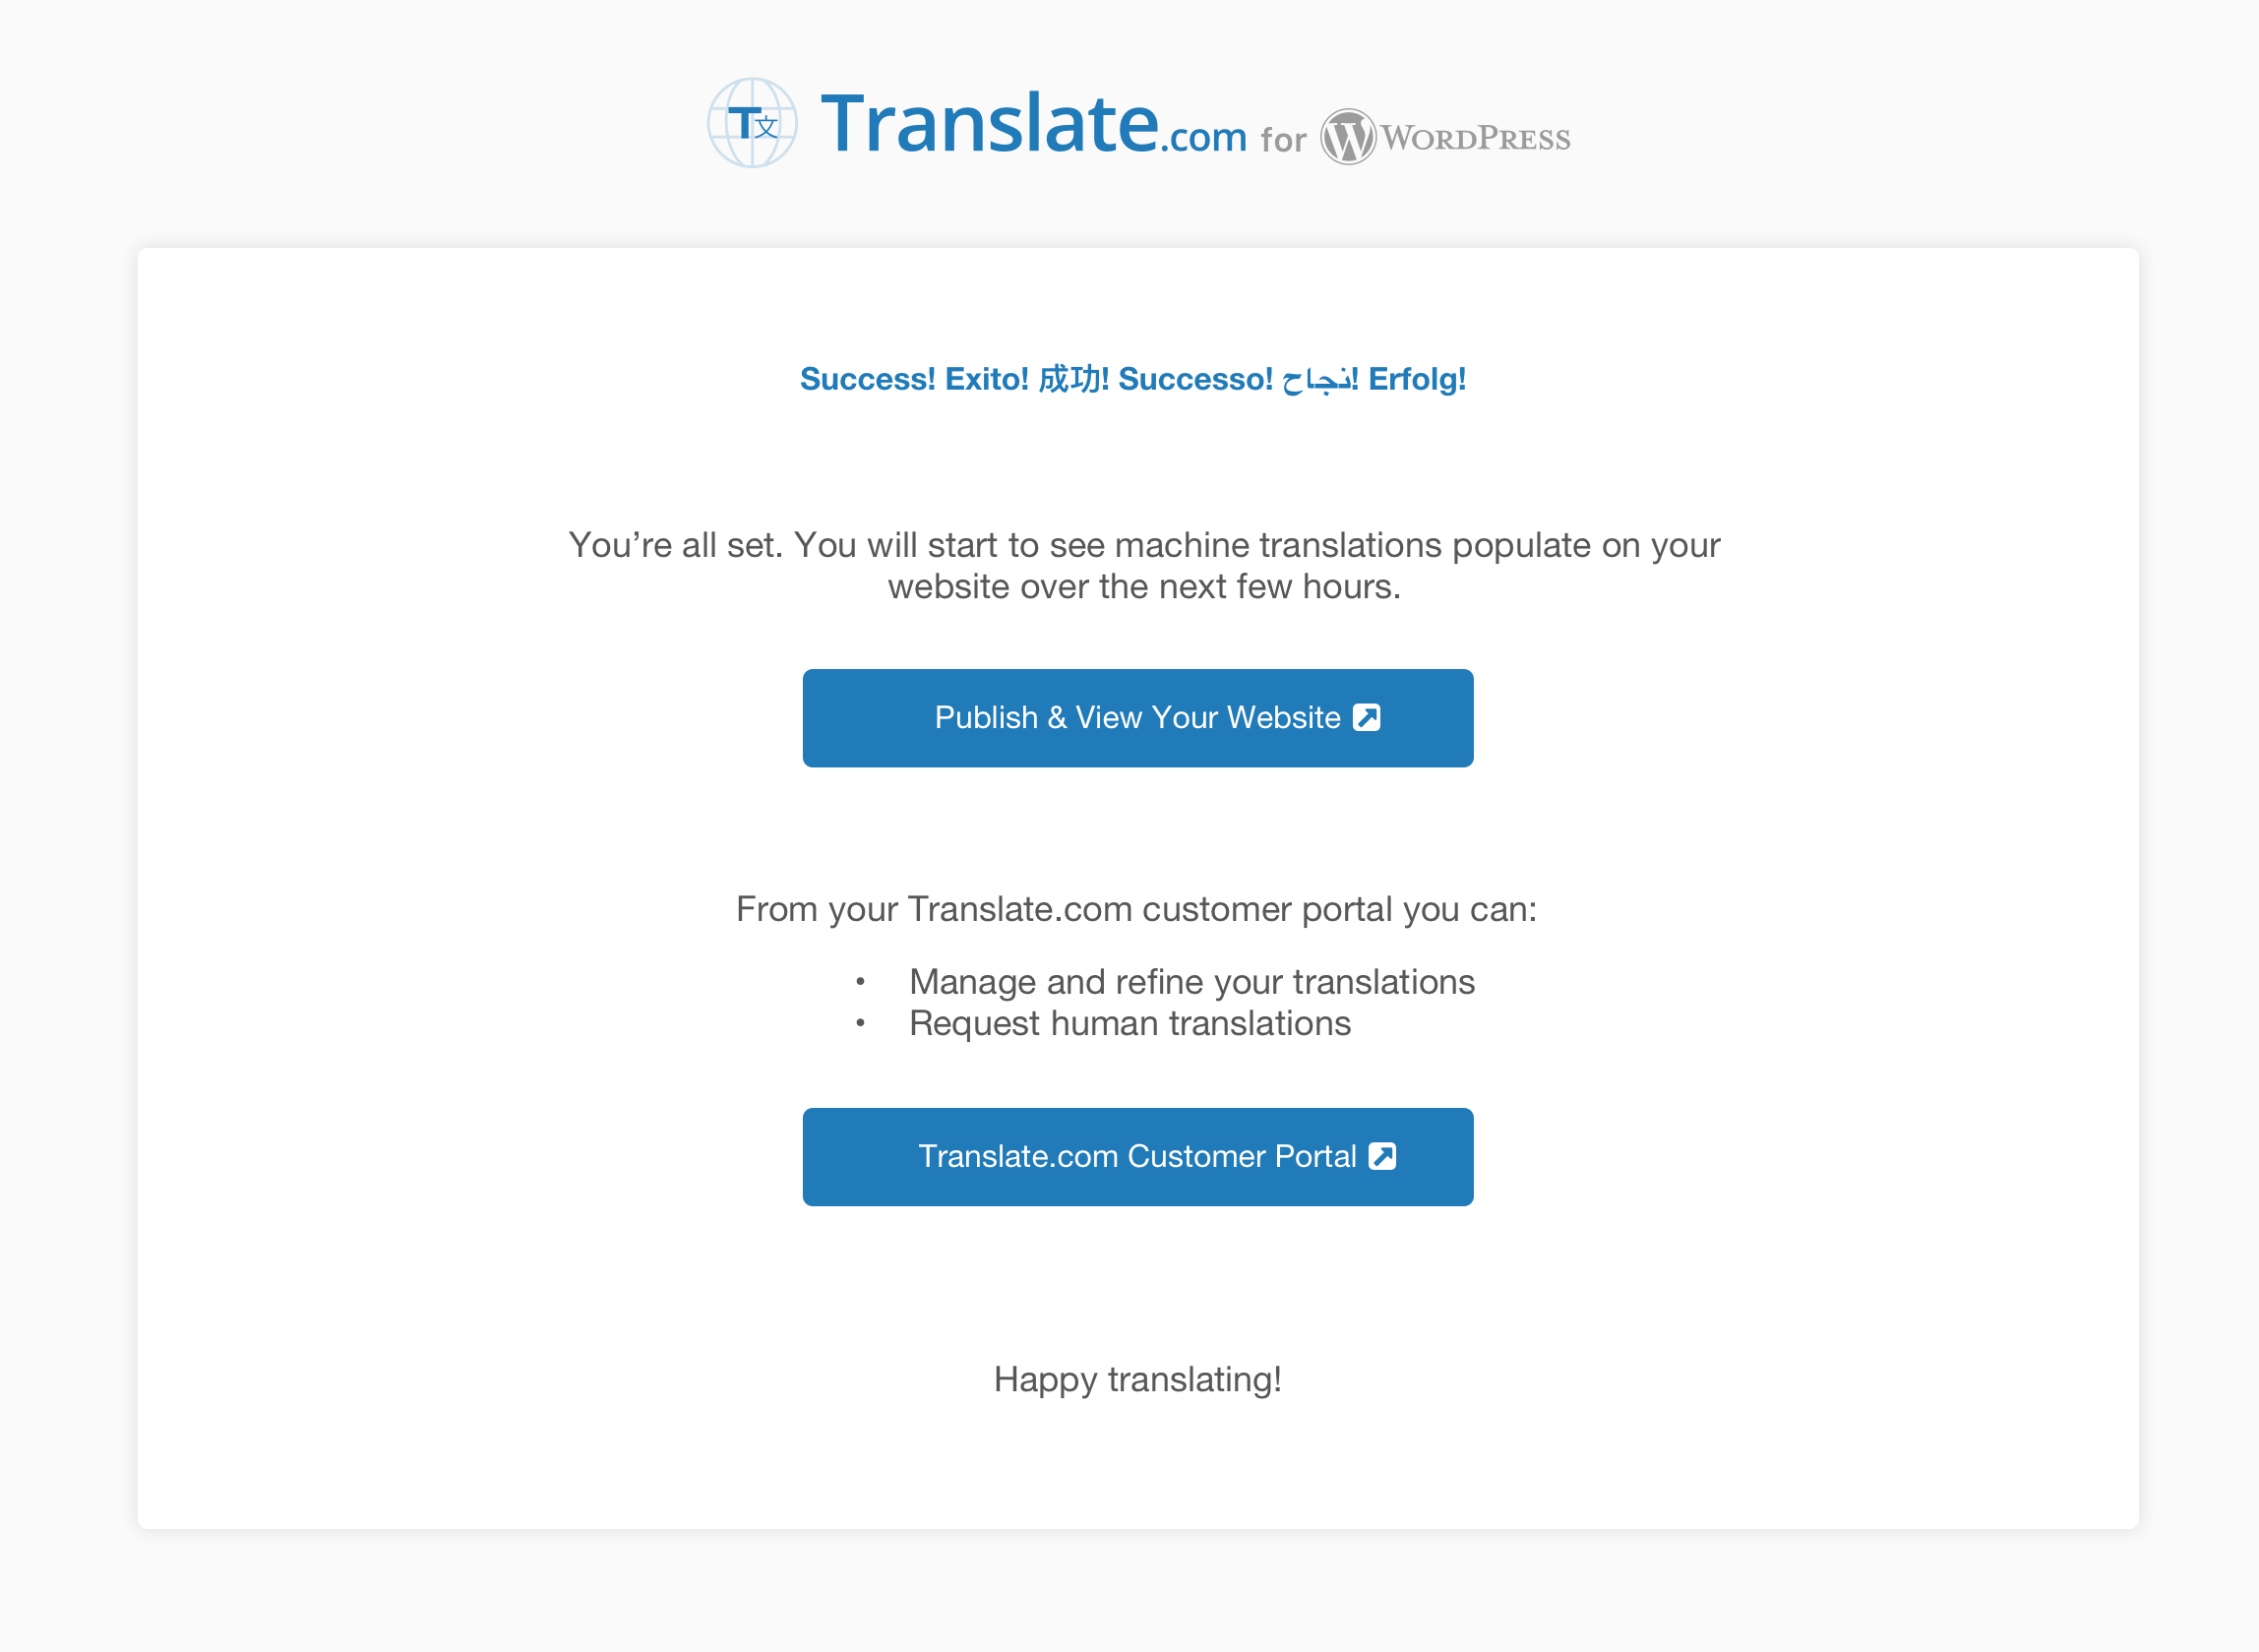 T文 Translate.com for WORDPRESS
Success! Exito! 成功! Successo! نجاح! Erfolg!
You’re all set. You will start to see machine translations populate on your
website over the next few hours.
Publish & View Your Website
From your Translate.com customer portal you can:
• Manage and refine your translations
• Request human translations
Translate.com Customer Portal
Happy translating!